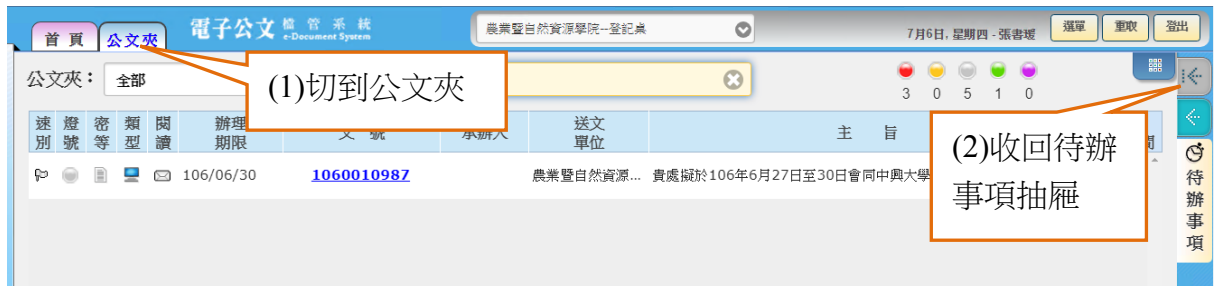 首 頁
公文夾
電子公文 檔 管 系 統
e-Document System
農業暨自然資源學院--登記桌
7月6日, 星期四 - 張書瑗
選單
重取
登出
公文夾：
全部
(1)切到公文夾
3 0 5 1 0
速別
燈號
密等
類型
閱讀
辦理期限
文 號
承辦人
送文單位
主 旨
間
(2)收回待辦
事項抽屜
106/06/30
1060010987
農業暨自然資源...
貴處擬於106年6月27日至30日會同中興大學
待辦事項